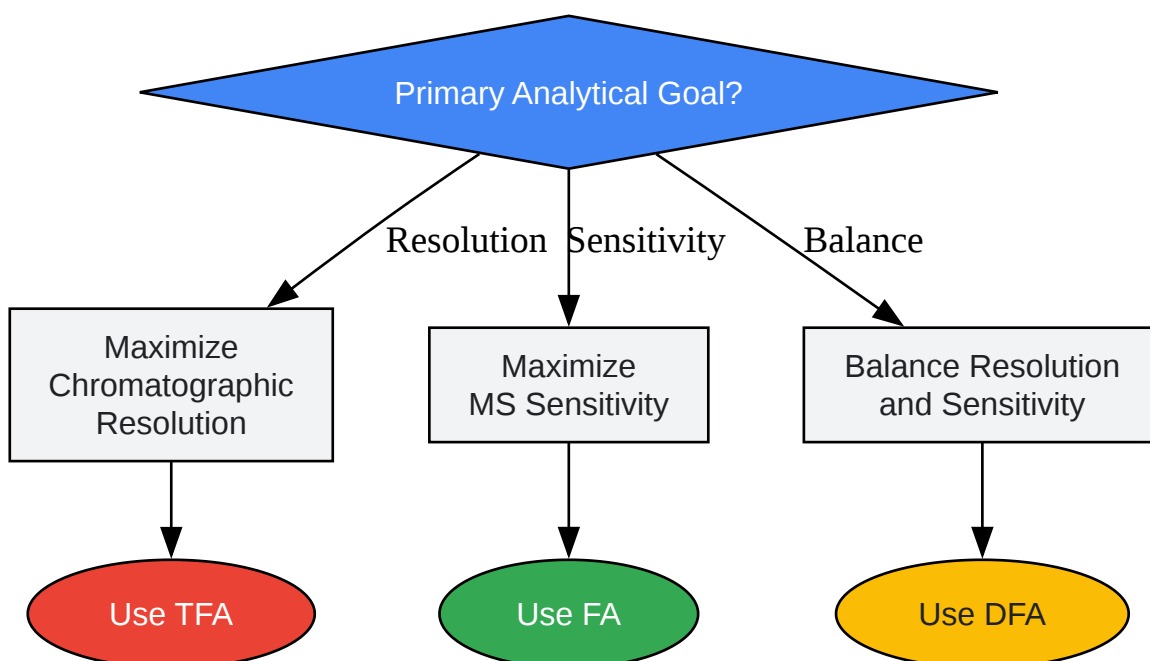 Primary Analytical Goal?
Resolution
Sensitivity
Balance
Maximize
Chromatographic
Resolution
Maximize
MS Sensitivity
Balance Resolution
and Sensitivity
Use TFA
Use FA
Use DFA